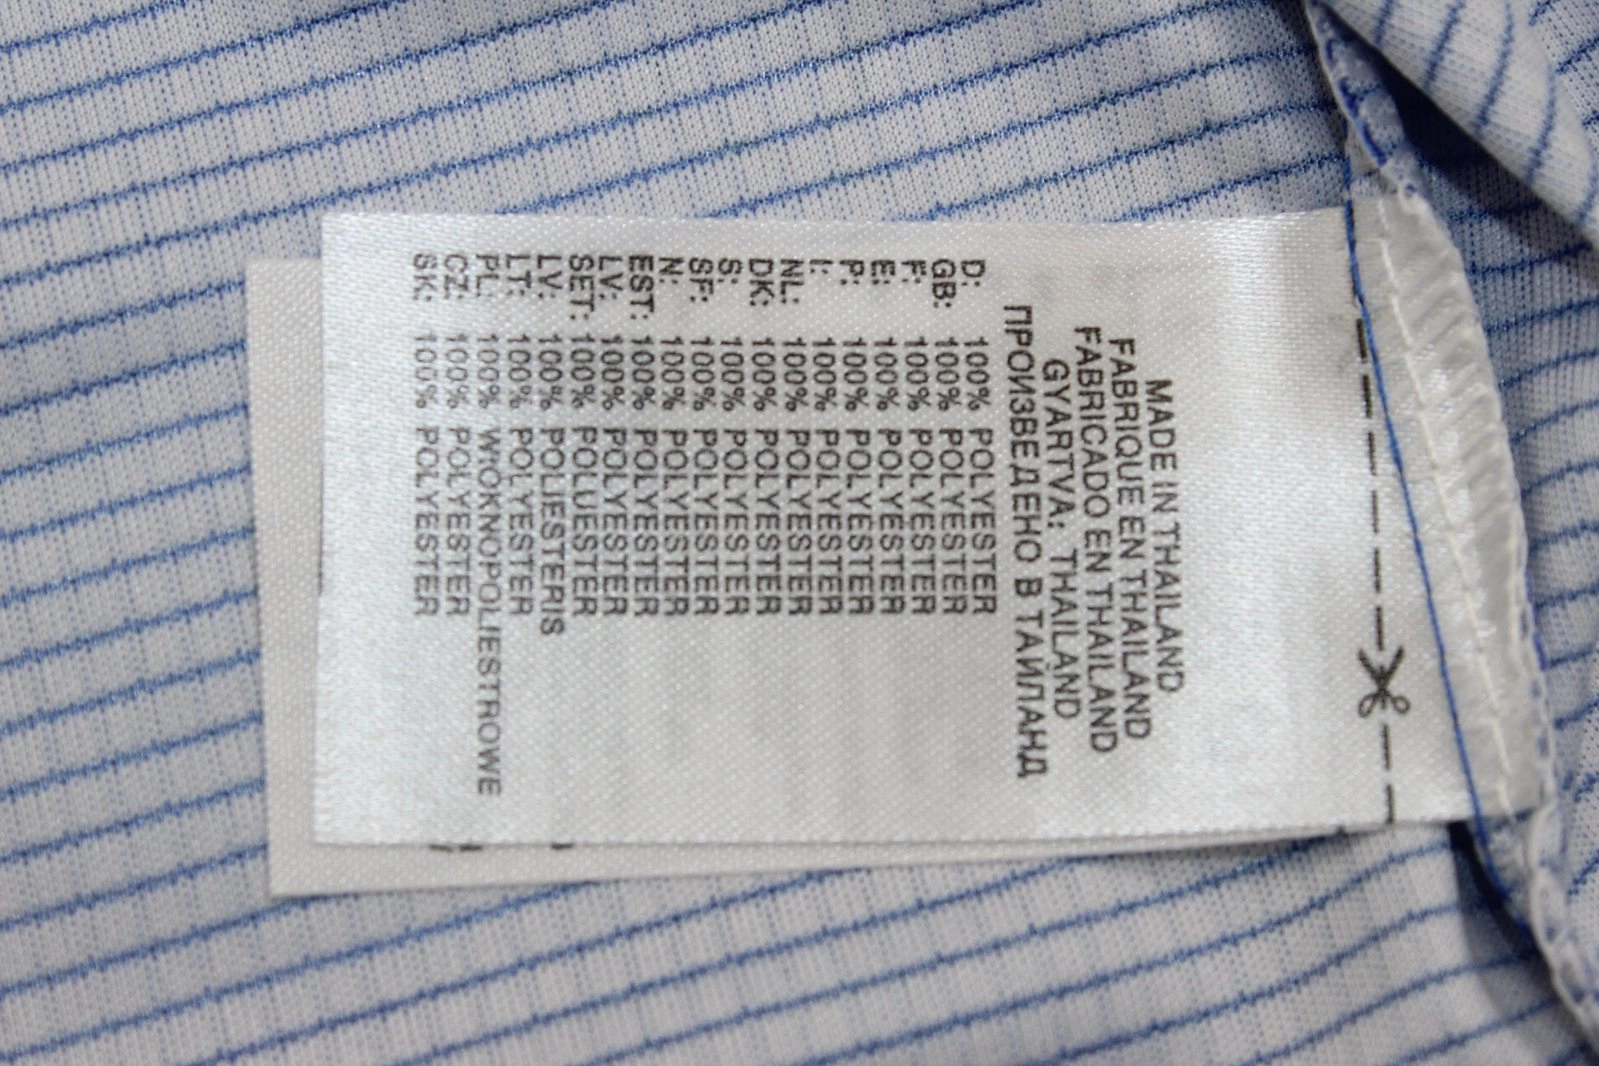 MADE IN THAILAND
FABRIQUE EN THAILAND
FABRICADO EN THAILAND
GYARTVA: THAILAND
ПРОИЗВЕДЕНО В ТАЙЛАНД
D: 100% POLYESTER
GB: 100% POLYESTER
F: 100% POLYESTER
E: 100% POLYESTER
P: 100% POLYESTER
I: 100% POLYESTER
NL: 100% POLYESTER
DK: 100% POLYESTER
S: 100% POLYESTER
SF: 100% POLYESTER
N: 100% POLYESTER
EST: 100% POLYESTER
LV: 100% POLYESTER
SET: 100% POLUESTER
LV: 100% POLIESTERIS
LT: 100% POLYESTER
PL: 100% WIOKNOPOLIESTROWE
CZ: 100% POLYESTER
SK: 100% POLYESTER